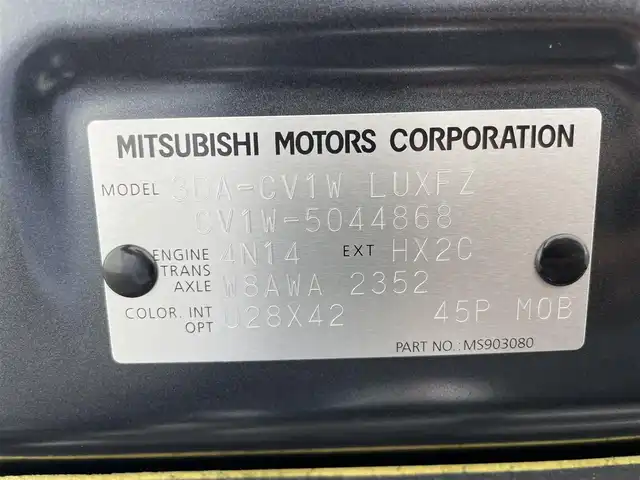 MITSUBISHI MOTORS CORPORATION
MODEL 3DA-CV1W LUXFZ
CV1W-5044868
ENGINE 4N14 EXT HX2C
TRANS AXLE W8AWA 2352
COLOR. INT OPT U28X42 45P M0B
PART NO.: MS903080